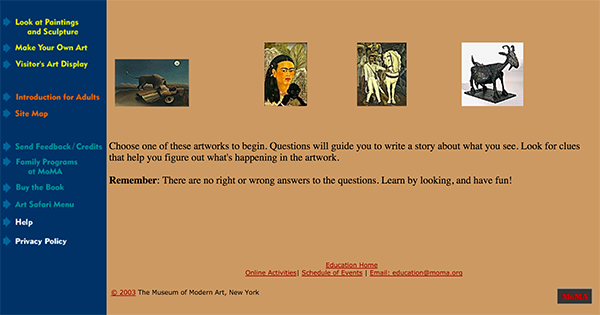 Look at Paintings
and Sculpture
Make Your Own Art
Visitor's Art Display
Introduction for Adults
Site Map
Send Feedback / Credits
Family Programs
at MoMA
Buy the Book
Art Safari Menu
Help
Privacy Policy
Choose one of these artworks to begin. Questions will guide you to write a story about what you see. Look for clues
that help you figure out what's happening in the artwork.
Remember: There are no right or wrong answers to the questions. Learn by looking, and have fun!
Education Home
Online Activities| Schedule of Events | Email: education@moma.org
© 2003 The Museum of Modern Art, New York
MoMA